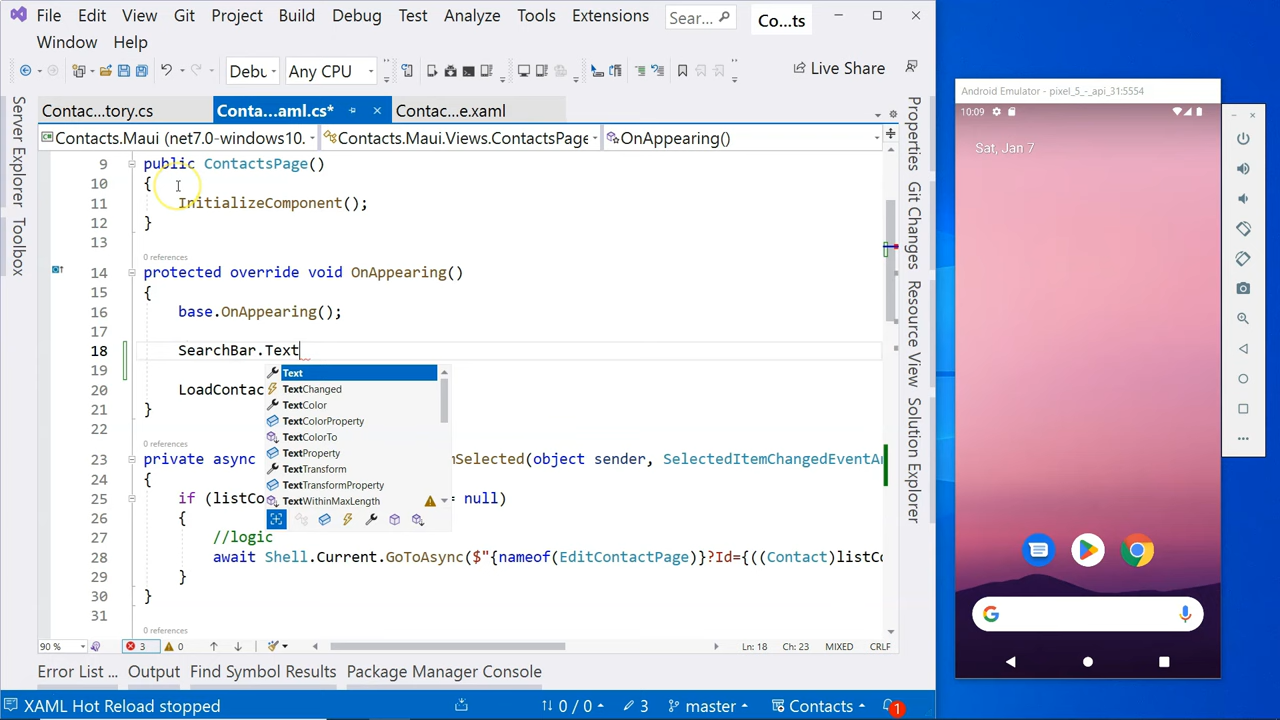 File Edit View Git Project Build Debug Test Analyze Tools Extensions Sear... Co...ts
Window Help
Debu Any CPU Live Share
Contac...tory.cs Conta...aml.cs* Contac...e.xaml
Contacts.Maui (net7.0-windows10. Contacts.Maui.Views.ContactsPage OnAppearing()
9 public ContactsPage()
10 {
11 InitializeComponent();
12 }
13
0 references
14 protected override void OnAppearing()
15 {
16 base.OnAppearing();
17
18 SearchBar.Text
19
20 LoadContac
21 }
22
Text
TextChanged
TextColor
TextColorProperty
TextColorTo
TextProperty
TextTransform
TextTransformProperty
TextWithinMaxLength
0 references
23 private async mSelected(object sender, SelectedItemChangedEventAr
24 {
25 if (listCo = null)
26 {
27 //logic
28 await Shell.Current.GoToAsync($"{nameof(EditContactPage)}?Id={((Contact)listCo
29 }
30 }
31
0 references
90 % 3 0 Ln: 18 Ch: 23 MIXED CRLF
Error List ... Output Find Symbol Results Package Manager Console
XAML Hot Reload stopped 0 / 0 3 master Contacts 1
Server Explorer
Toolbox
Properties
Git Changes
Resource View
Solution Explorer
Android Emulator - pixel_5_-_api_31:5554
10:09
Sat, Jan 7